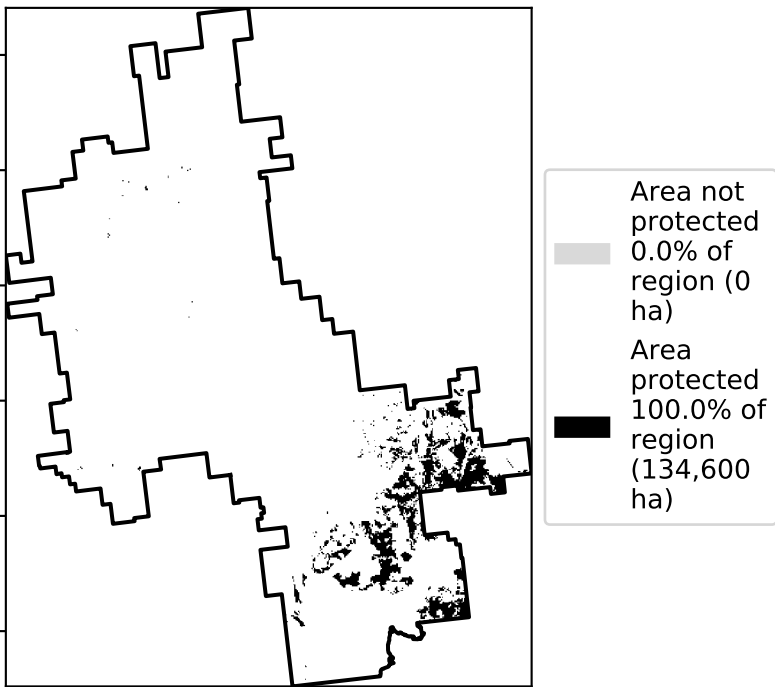 Area not
protected
0.0% of
region (0
ha)
Area
protected
100.0% of
region
(134,600
ha)